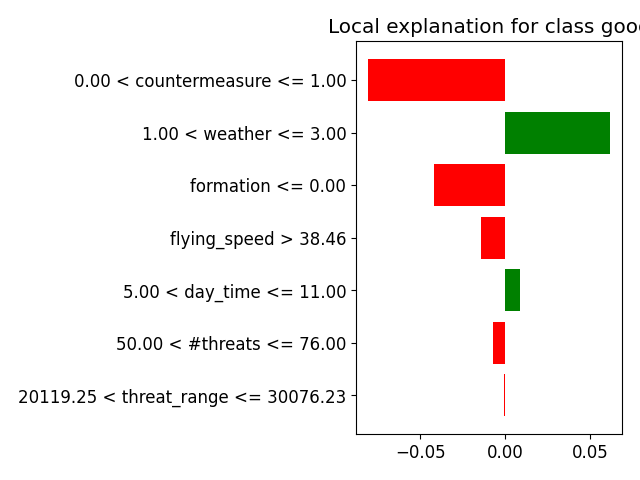 Local explanation for class good
0.00 < countermeasure <= 1.00
1.00 < weather <= 3.00
formation <= 0.00
flying_speed > 38.46
5.00 < day_time <= 11.00
50.00 < #threats <= 76.00
20119.25 < threat_range <= 30076.23
−0.05 0.00 0.05